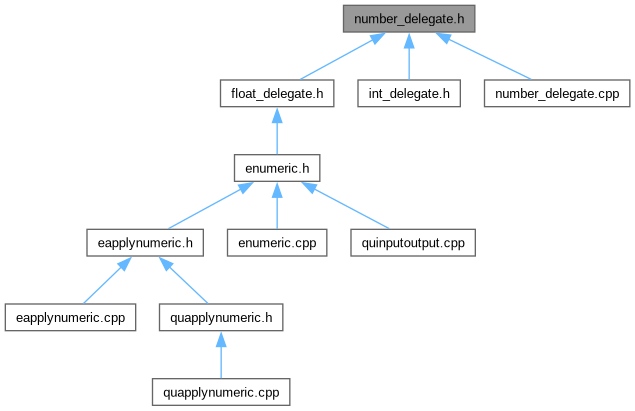 number_delegate.h
float_delegate.h
int_delegate.h
number_delegate.cpp
enumeric.h
eapplynumeric.h
enumeric.cpp
quinputoutput.cpp
eapplynumeric.cpp
quapplynumeric.h
quapplynumeric.cpp